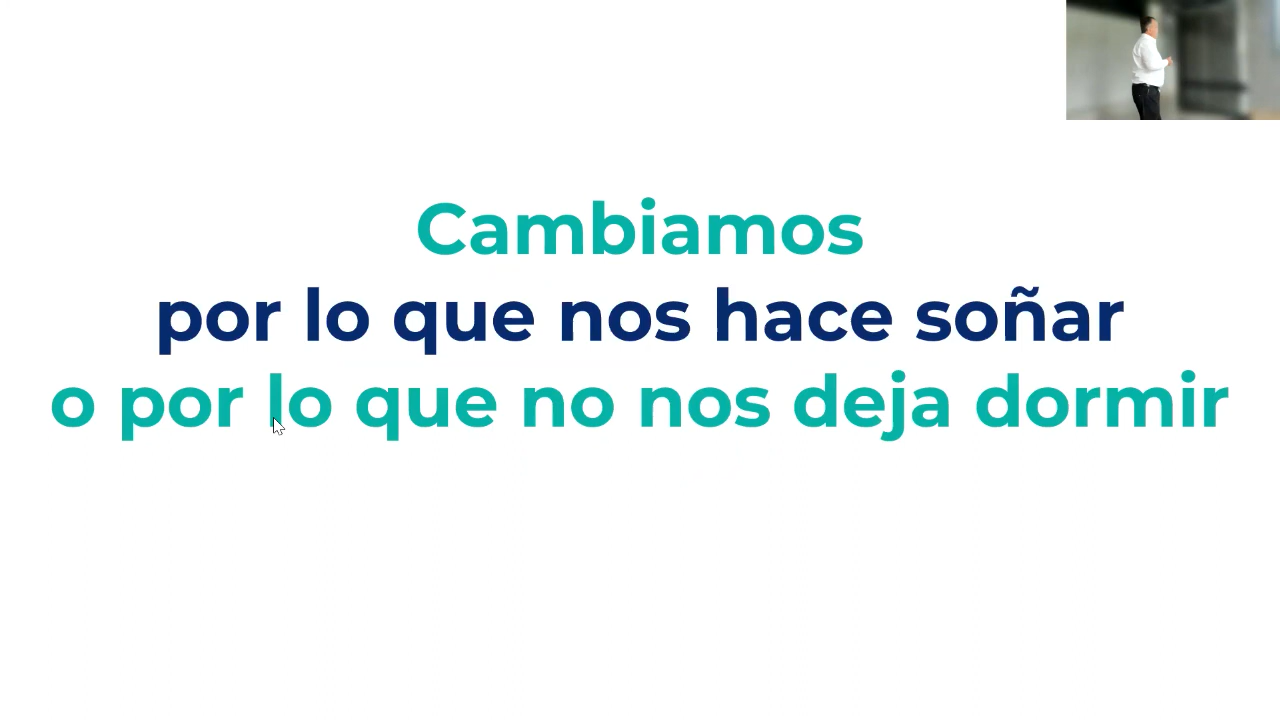 Cambiamos
por lo que nos hace soñar
o por lo que no nos deja dormir